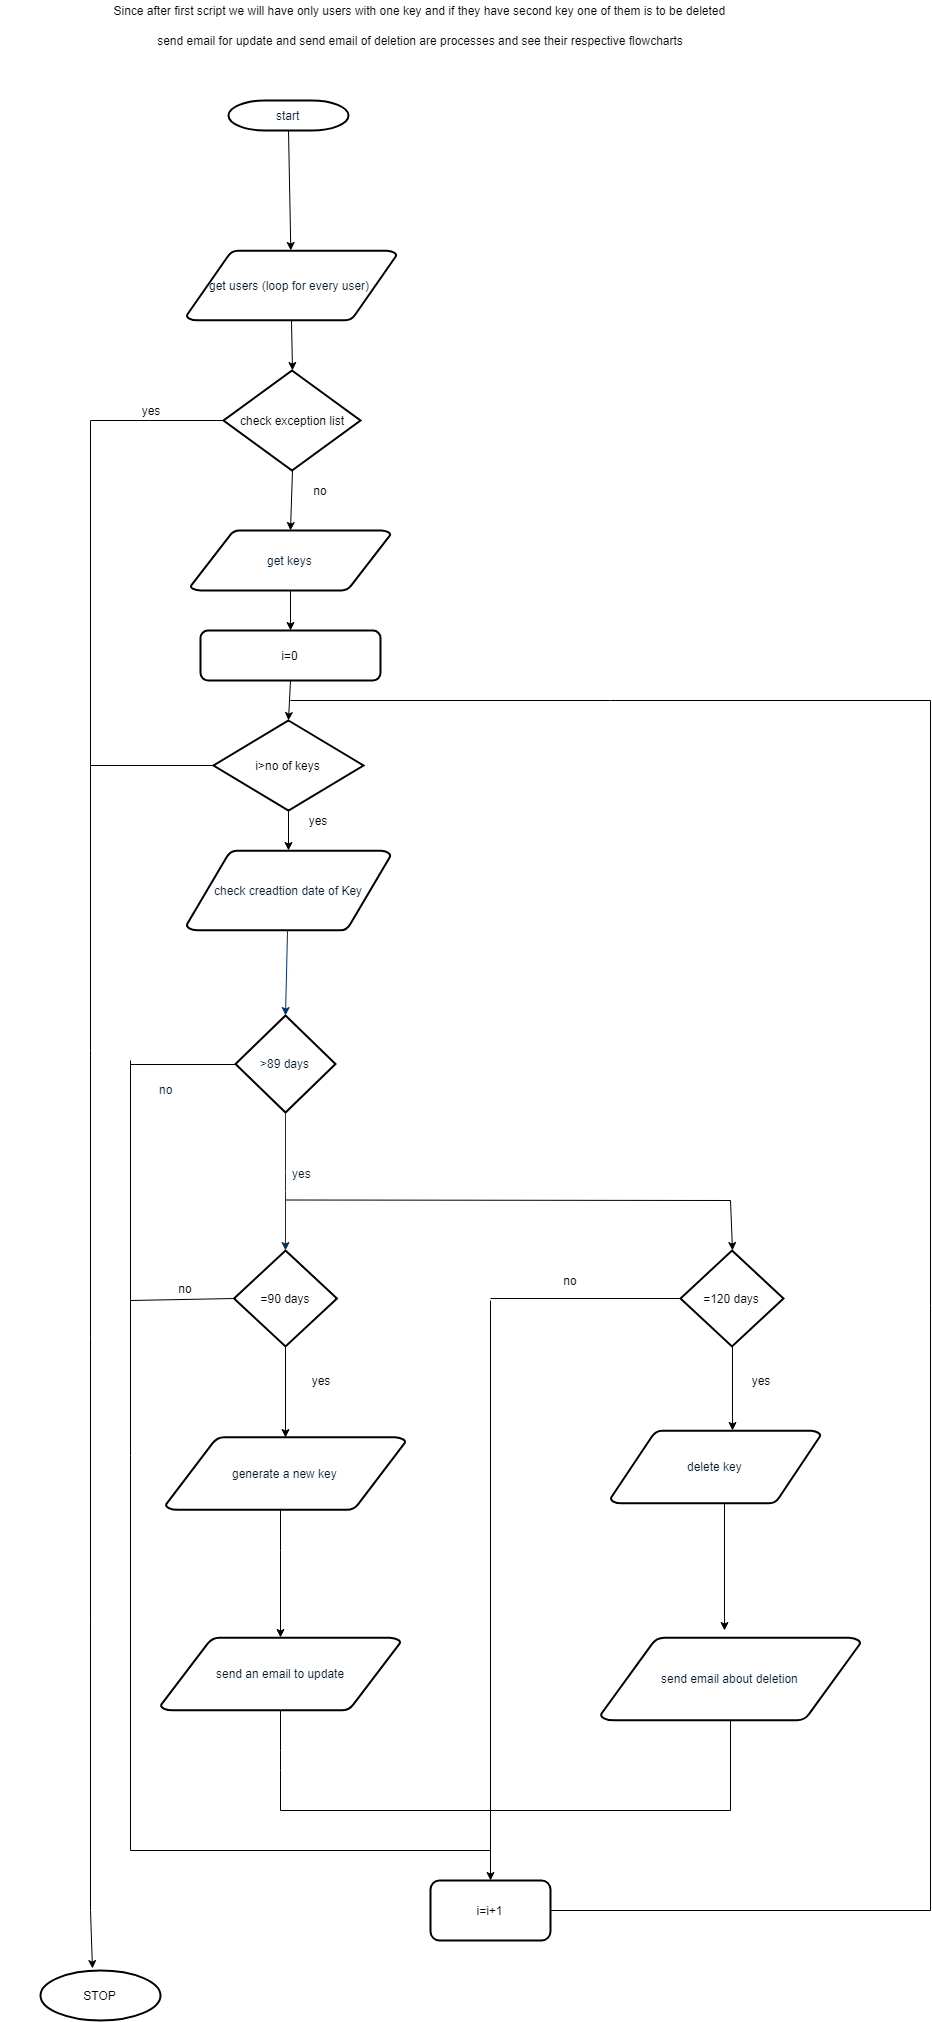 Since after first script we will have only users with one key and if they have second key one of them is to be deleted
send email for update and send email of deletion are processes and see their respective flowcharts
start
get users (loop for every user)
yes
check exception list
no
get keys
i=0
i>no of keys
yes
check creadtion date of Key
>89 days
no
yes
no
=90 days
no
=120 days
yes
yes
generate a new key
delete key
send an email to update
send email about deletion
i=i+1
STOP